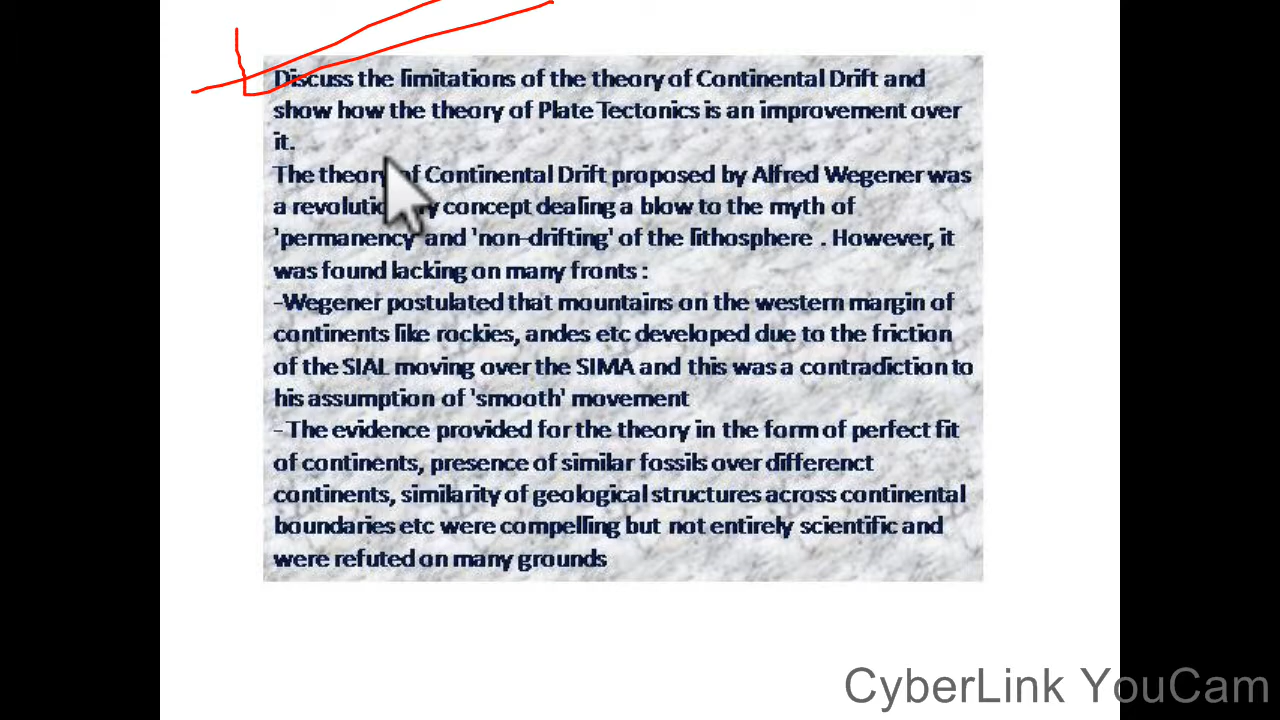 Discuss the limitations of the theory of Continental Drift and
show how the theory of Plate Tectonics is an improvement over
it.
The theory of Continental Drift proposed by Alfred Wegener was
a revolutionary concept dealing a blow to the myth of
'permanency' and 'non-drifting' of the lithosphere . However, it
was found lacking on many fronts :
-Wegener postulated that mountains on the western margin of
continents like rockies, andes etc developed due to the friction
of the SIAL moving over the SIMA and this was a contradiction to
his assumption of 'smooth' movement
-The evidence provided for the theory in the form of perfect fit
of continents, presence of similar fossils over differenct
continents, similarity of geological structures across continental
boundaries etc were compelling but not entirely scientific and
were refuted on many grounds
CyberLink YouCam